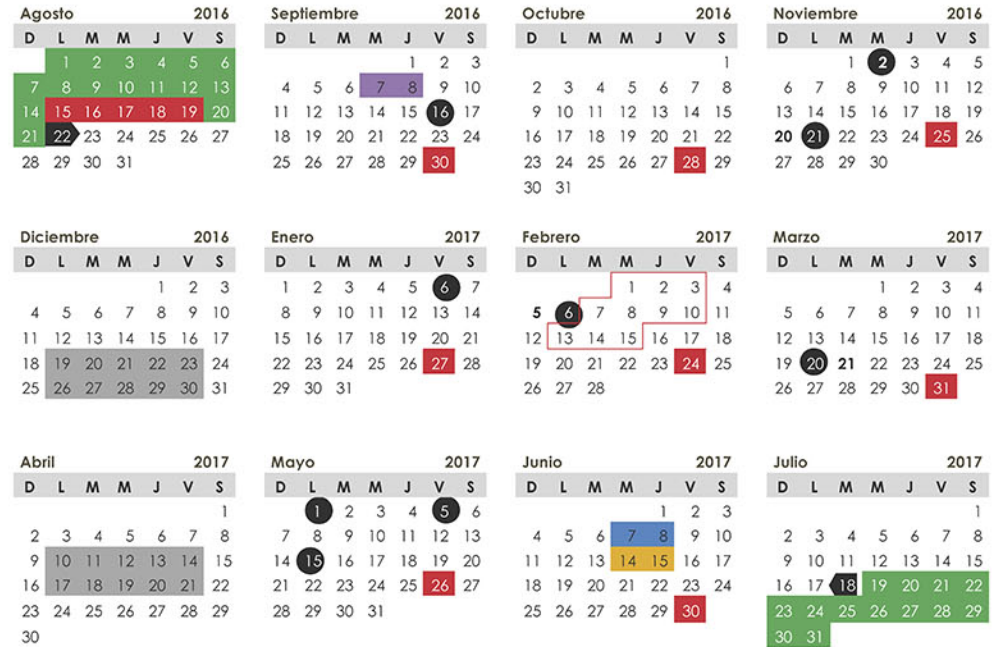 Agosto 2016
D L M M J V S
1 2 3 4 5 6
7 8 9 10 11 12 13
14 15 16 17 18 19 20
21 22 23 24 25 26 27
28 29 30 31
Septiembre 2016
D L M M J V S
1 2 3
4 5 6 7 8 9 10
11 12 13 14 15 16 17
18 19 20 21 22 23 24
25 26 27 28 29 30
Octubre 2016
D L M M J V S
1
2 3 4 5 6 7 8
9 10 11 12 13 14 15
16 17 18 19 20 21 22
23 24 25 26 27 28 29
30 31
Noviembre 2016
D L M M J V S
1 2 3 4 5
6 7 8 9 10 11 12
13 14 15 16 17 18 19
20 21 22 23 24 25 26
27 28 29 30
Diciembre 2016
D L M M J V S
1 2 3
4 5 6 7 8 9 10
11 12 13 14 15 16 17
18 19 20 21 22 23 24
25 26 27 28 29 30 31
Enero 2017
D L M M J V S
1 2 3 4 5 6 7
8 9 10 11 12 13 14
15 16 17 18 19 20 21
22 23 24 25 26 27 28
29 30 31
Febrero 2017
D L M M J V S
1 2 3 4
5 6 7 8 9 10 11
12 13 14 15 16 17 18
19 20 21 22 23 24 25
26 27 28
Marzo 2017
D L M M J V S
1 2 3 4
5 6 7 8 9 10 11
12 13 14 15 16 17 18
19 20 21 22 23 24 25
26 27 28 29 30 31
Abril 2017
D L M M J V S
1
2 3 4 5 6 7 8
9 10 11 12 13 14 15
16 17 18 19 20 21 22
23 24 25 26 27 28 29
30
Mayo 2017
D L M M J V S
1 2 3 4 5 6
7 8 9 10 11 12 13
14 15 16 17 18 19 20
21 22 23 24 25 26 27
28 29 30 31
Junio 2017
D L M M J V S
1 2 3
4 5 6 7 8 9 10
11 12 13 14 15 16 17
18 19 20 21 22 23 24
25 26 27 28 29 30
Julio 2017
D L M M J V S
1
2 3 4 5 6 7 8
9 10 11 12 13 14 15
16 17 18 19 20 21 22
23 24 25 26 27 28 29
30 31